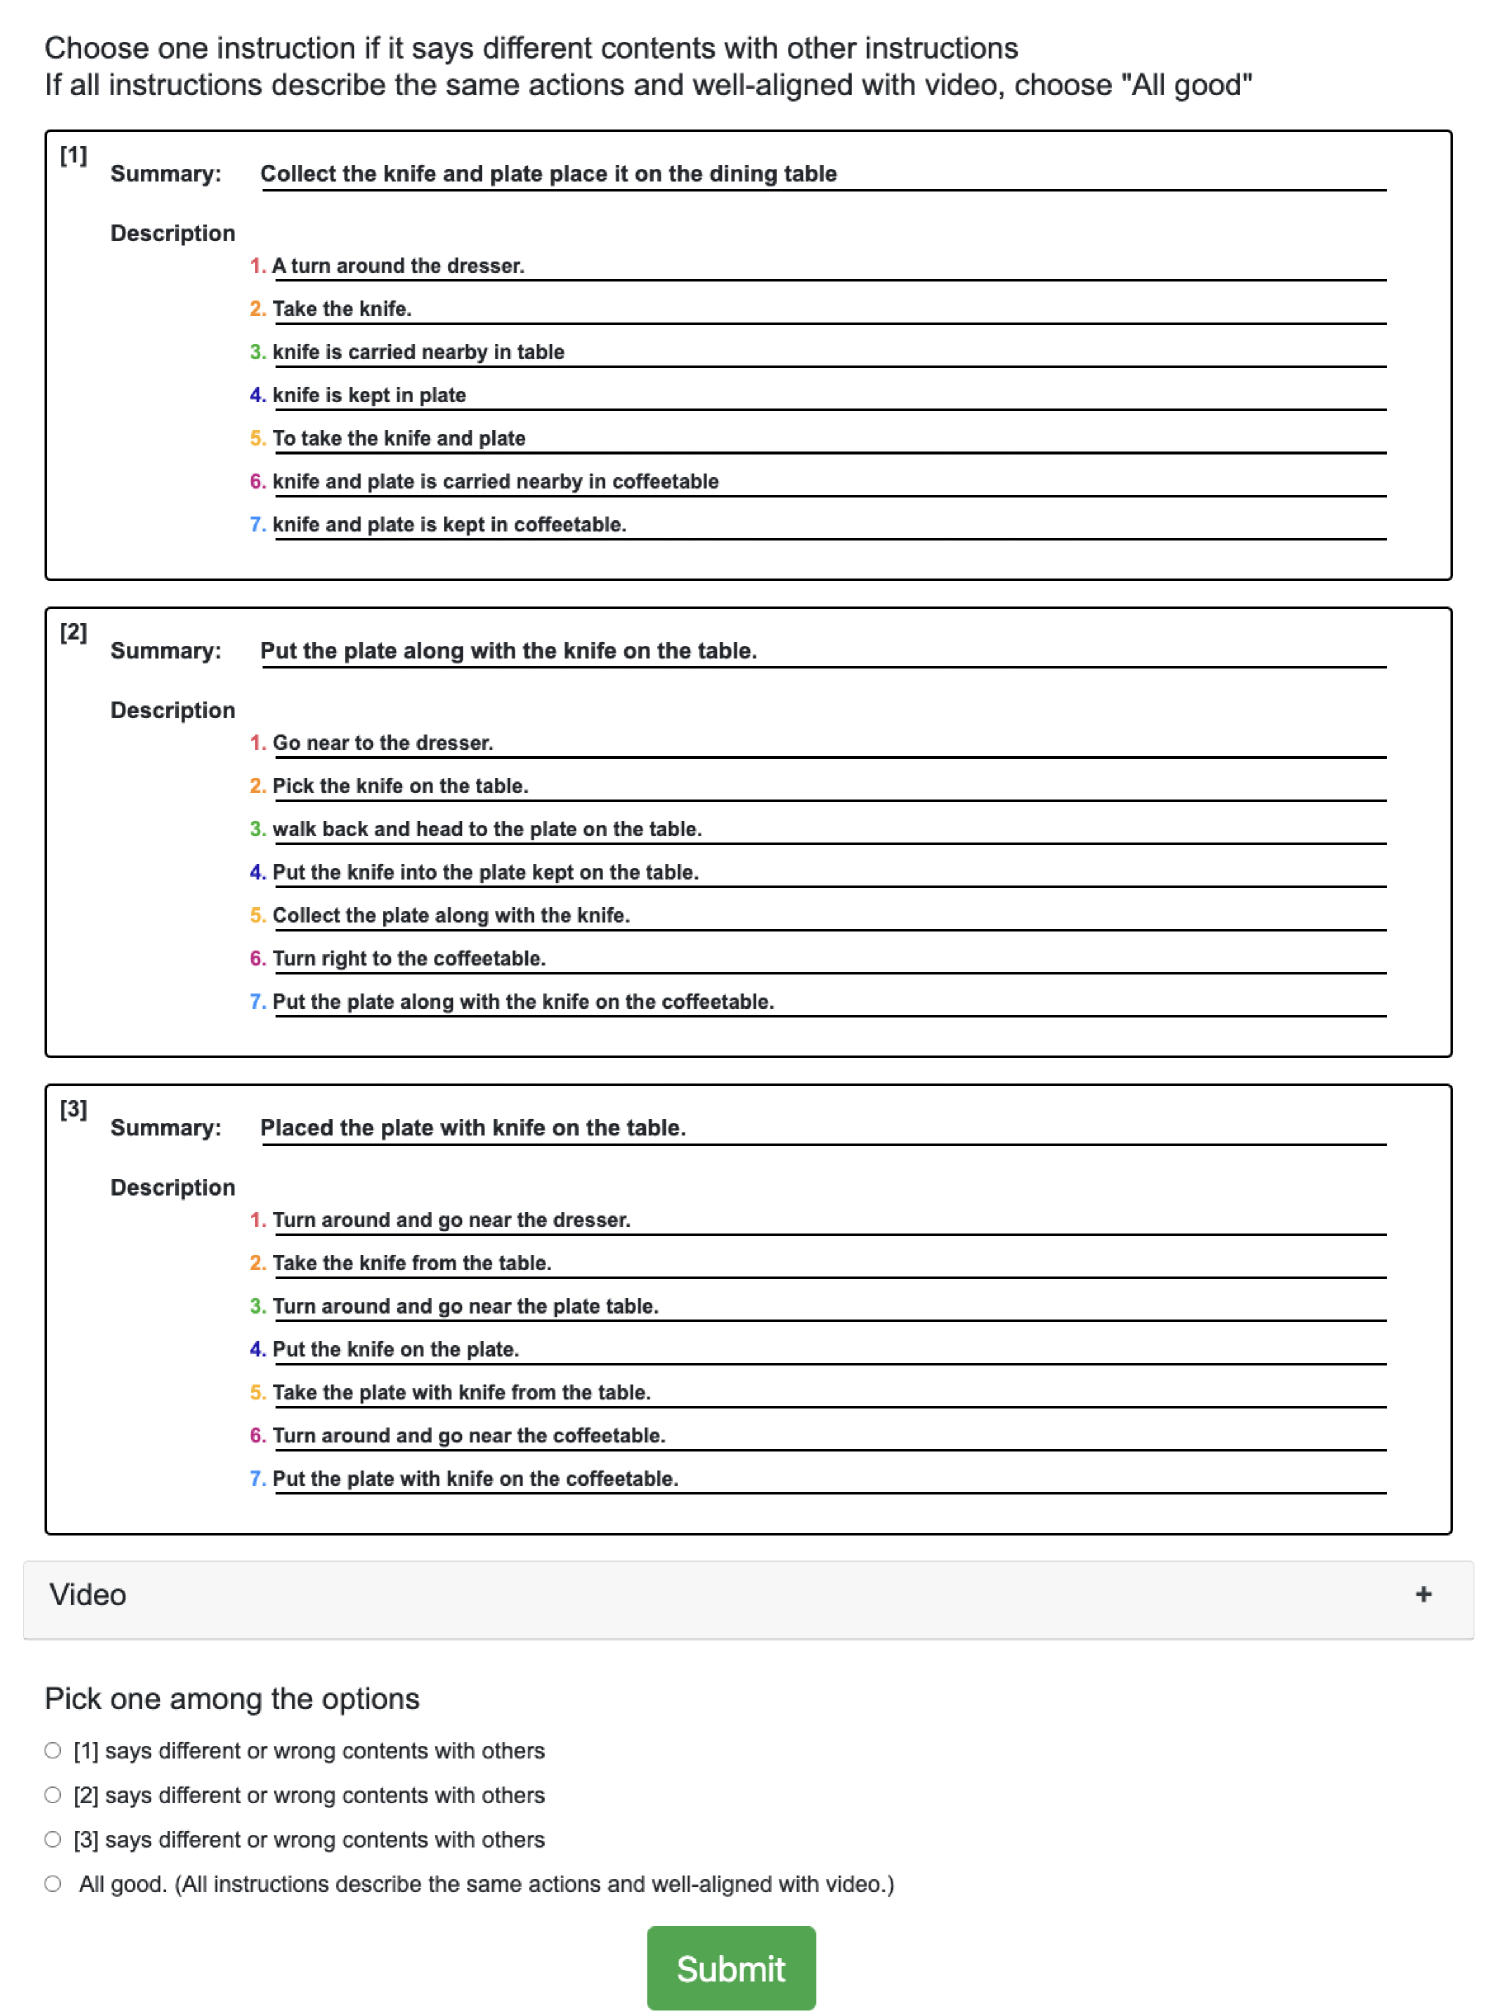 Choose one instruction if it says different contents with other instructions
If all instructions describe the same actions and well-aligned with video, choose "All good"
[1]
Summary: Collect the knife and plate place it on the dining table
Description
1. A turn around the dresser.
2. Take the knife.
3. knife is carried nearby in table
4. knife is kept in plate
5. To take the knife and plate
6. knife and plate is carried nearby in coffeetable
7. knife and plate is kept in coffeetable.
[2]
Summary: Put the plate along with the knife on the table.
Description
1. Go near to the dresser.
2. Pick the knife on the table.
3. walk back and head to the plate on the table.
4. Put the knife into the plate kept on the table.
5. Collect the plate along with the knife.
6. Turn right to the coffeetable.
7. Put the plate along with the knife on the coffeetable.
[3]
Summary: Placed the plate with knife on the table.
Description
1. Turn around and go near the dresser.
2. Take the knife from the table.
3. Turn around and go near the plate table.
4. Put the knife on the plate.
5. Take the plate with knife from the table.
6. Turn around and go near the coffeetable.
7. Put the plate with knife on the coffeetable.
Video +
Pick one among the options
[1] says different or wrong contents with others
[2] says different or wrong contents with others
[3] says different or wrong contents with others
All good. (All instructions describe the same actions and well-aligned with video.)
Submit